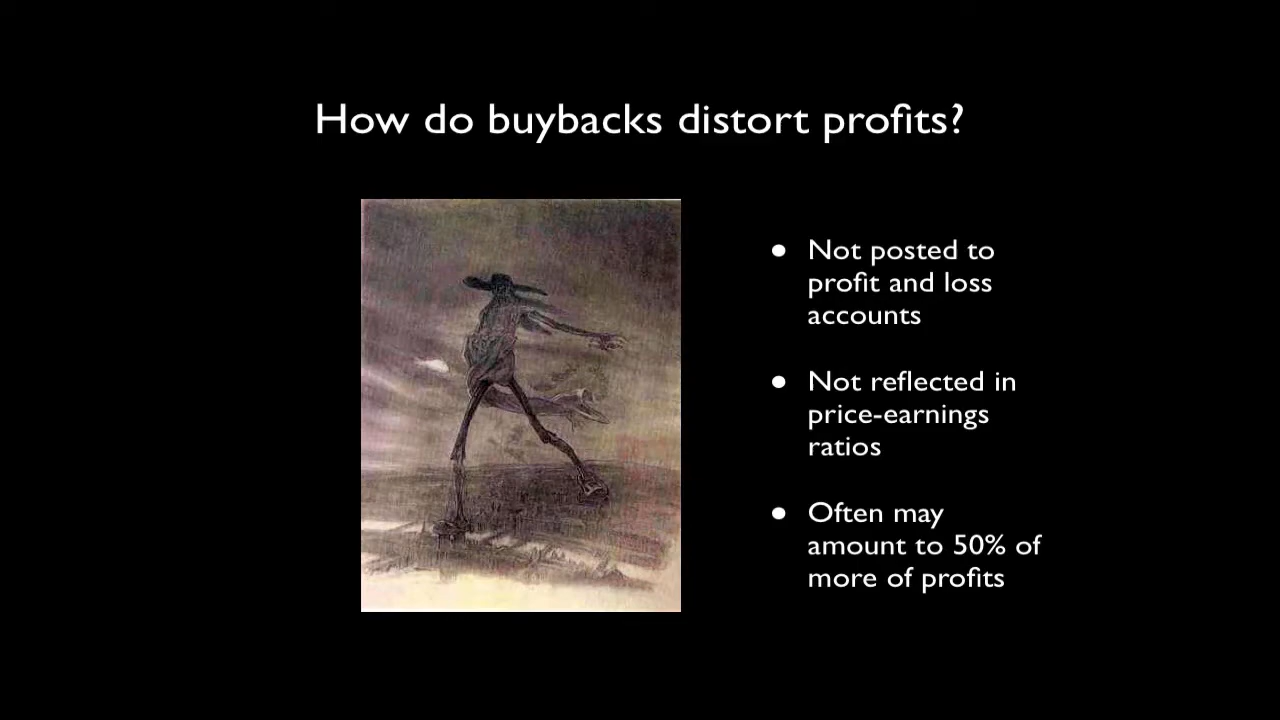 How do buybacks distort profits?
● Not posted to
profit and loss
accounts
● Not reflected in
price-earnings
ratios
● Often may
amount to 50% of
more of profits